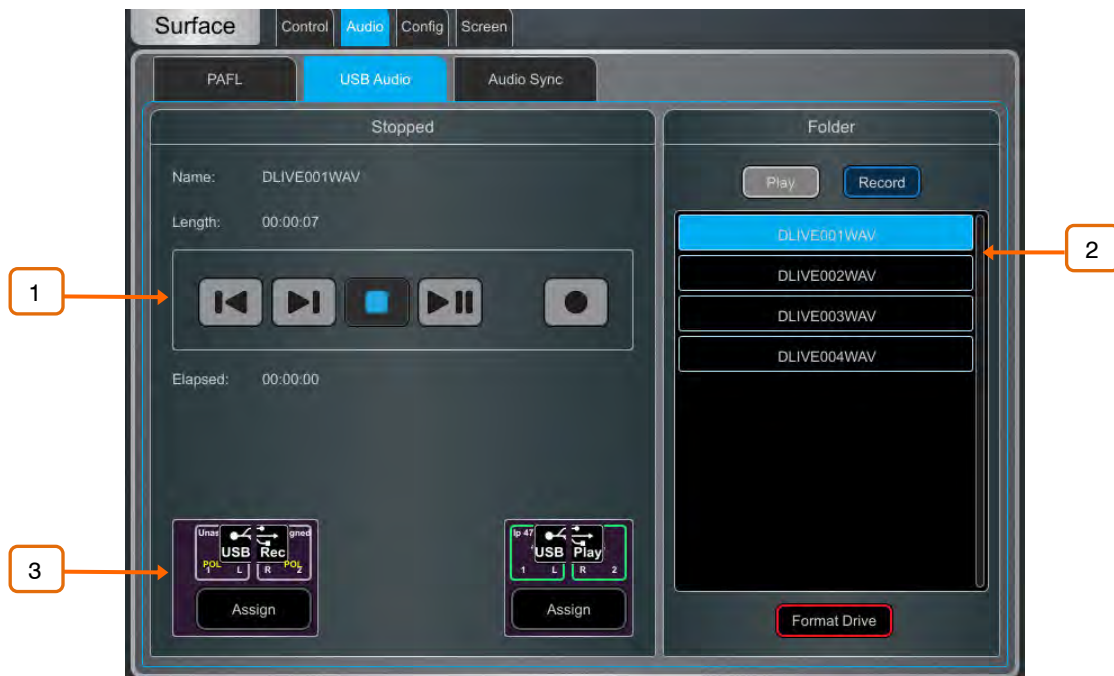 Surface
Control
Audio
Config
Screen
PAFL
USB Audio
Audio Sync
Stopped
Name: DLIVE001WAV
Length: 00:00:07
Elapsed: 00:00:00
USB Rec
POL POL
1 L R 2
Assign
Ip 47
USB Play
1 L R 2
Assign
Folder
Play
Record
DLIVE001WAV
DLIVE002WAV
DLIVE003WAV
DLIVE004WAV
Format Drive
1
2
3